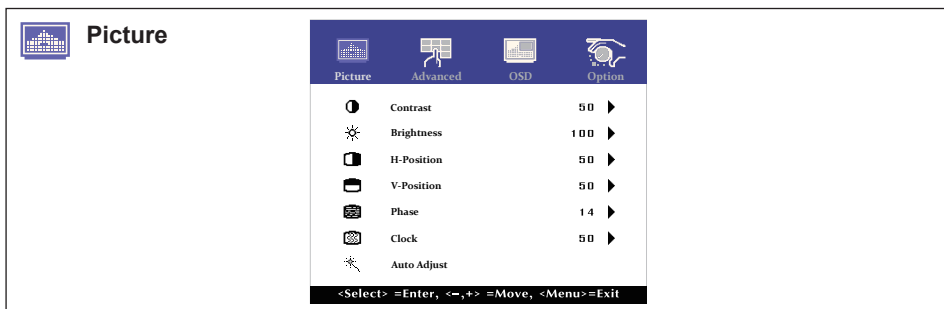 Picture
Picture Advanced OSD Option
Contrast 50
Brightness 100
H-Position 50
V-Position 50
Phase 14
Clock 50
Auto Adjust
<Select> =Enter, <−,+> =Move, <Menu>=Exit